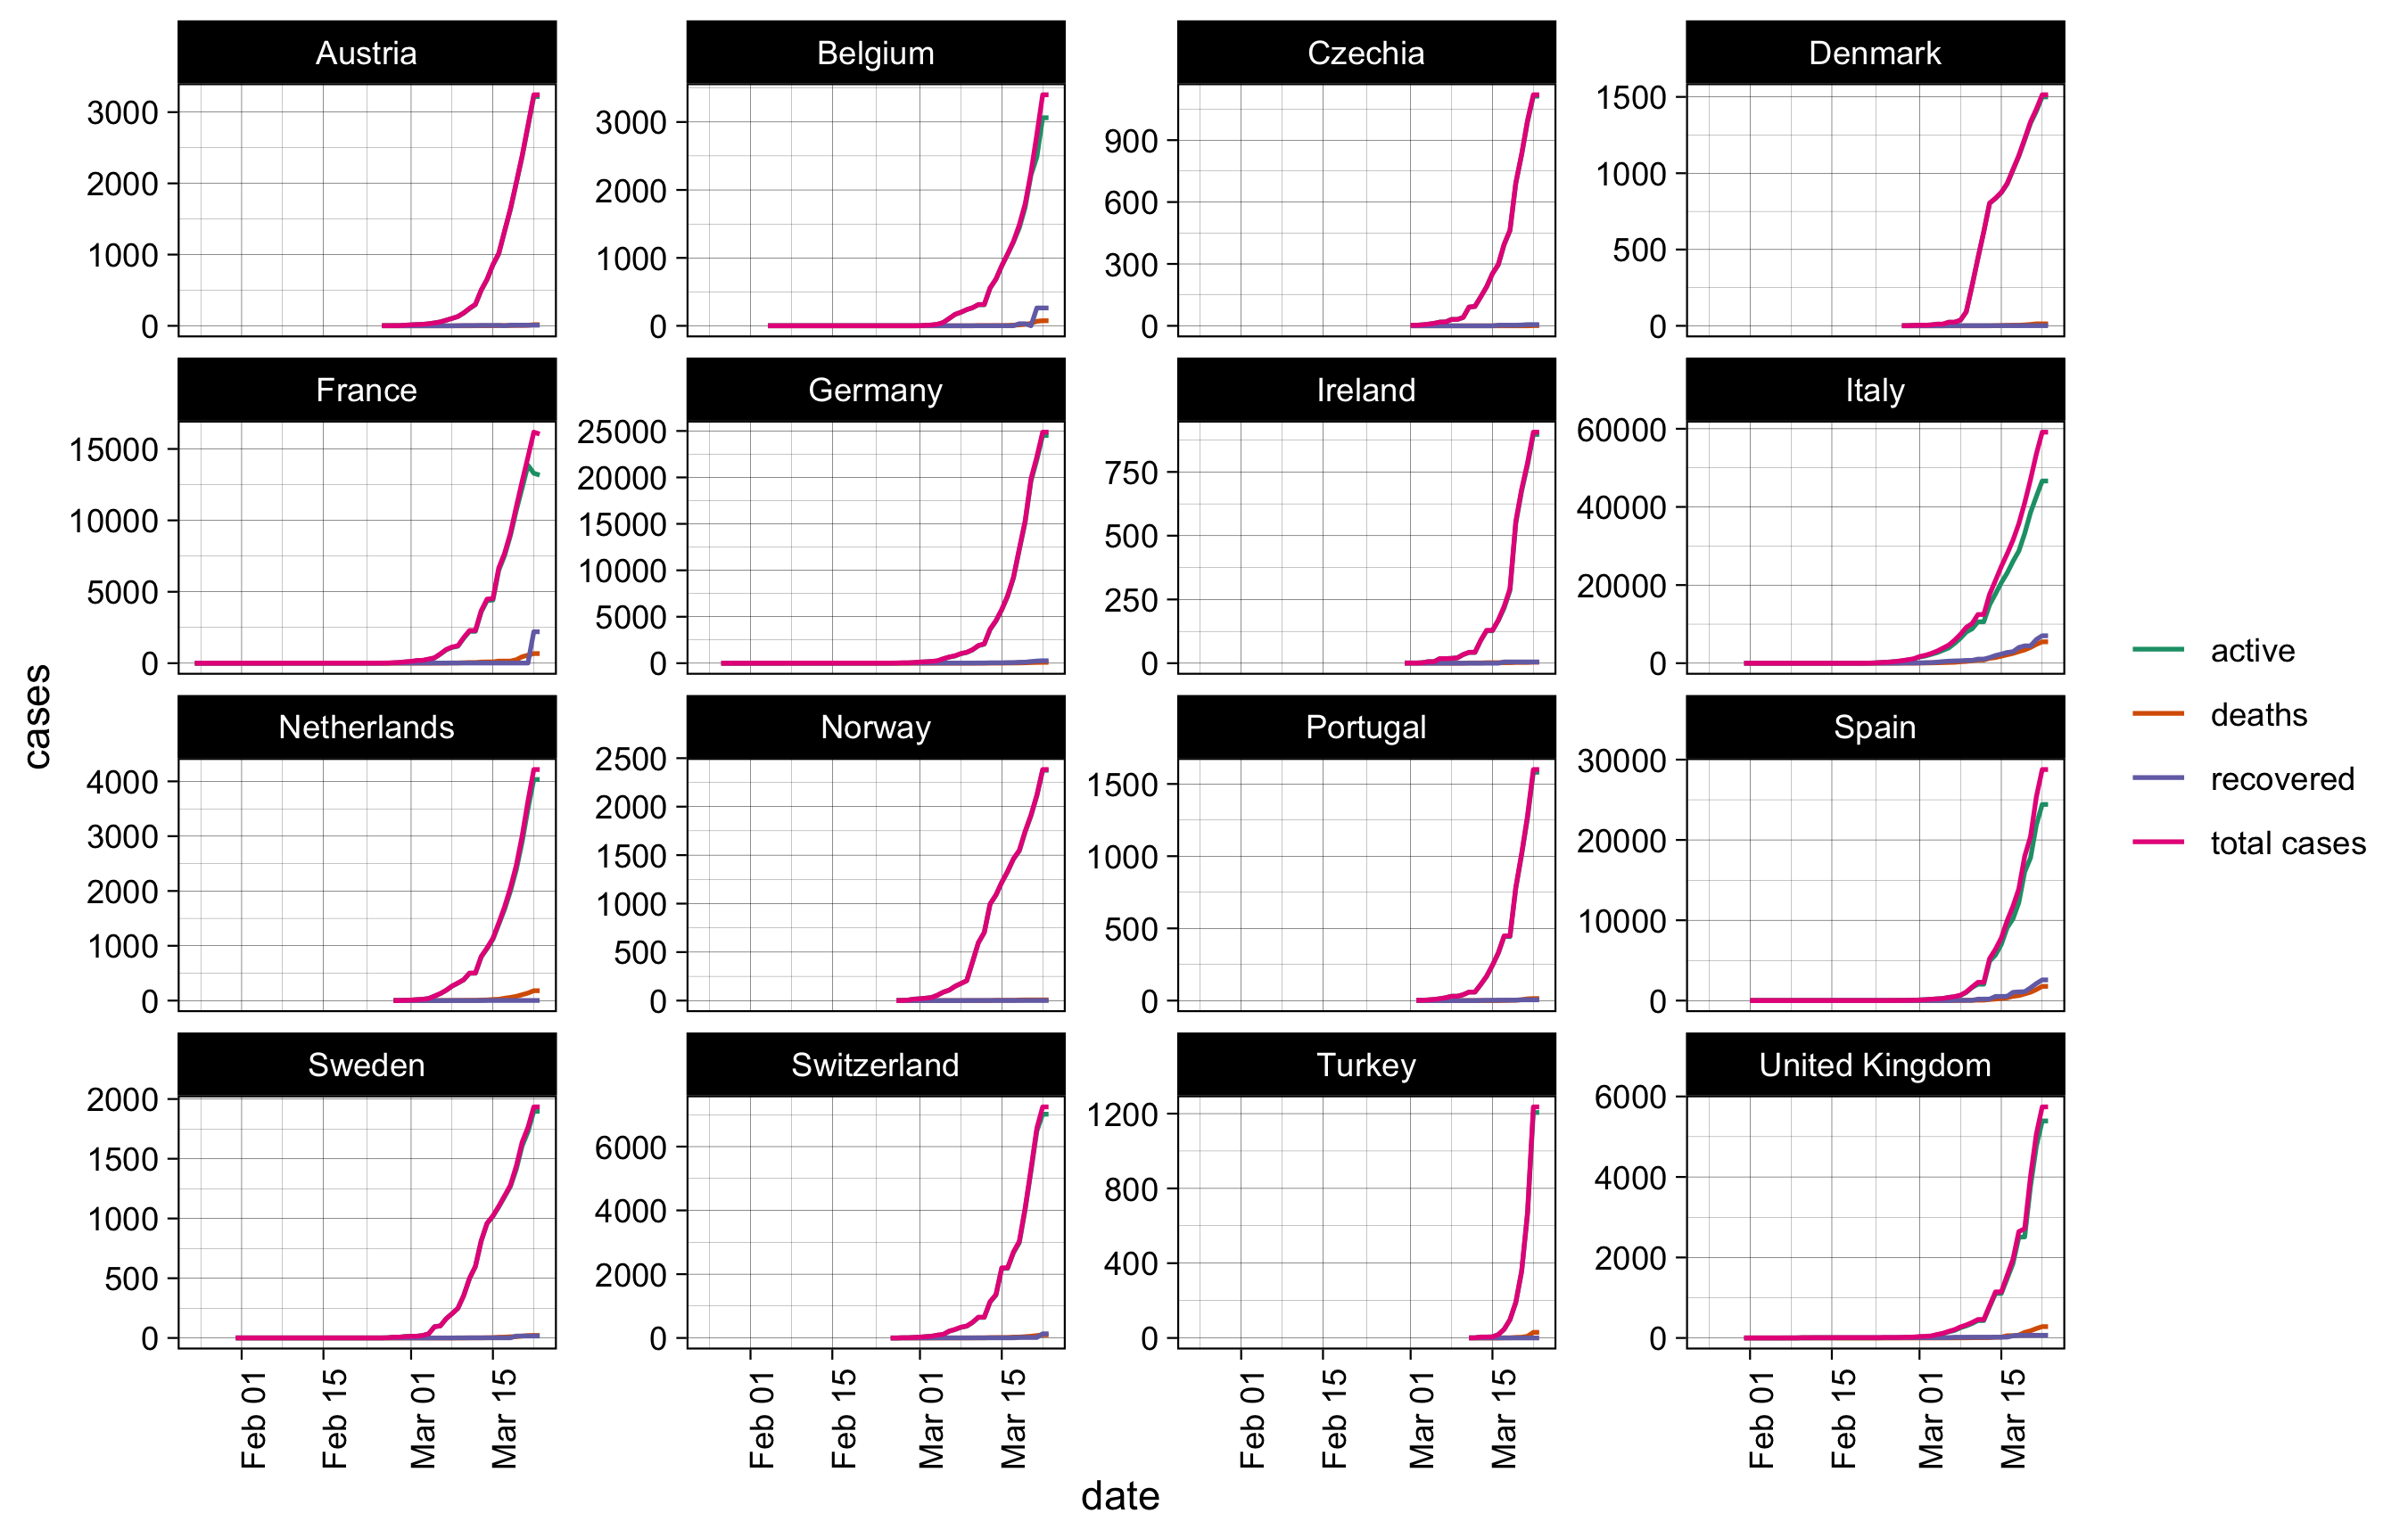 Austria
Belgium
Czechia
Denmark
3000
2000
1000
0
3000
2000
1000
0
900
600
300
0
1500
1000
500
0
France
Germany
Ireland
Italy
15000
10000
5000
0
25000
20000
15000
10000
5000
0
750
500
250
0
60000
40000
20000
0
Netherlands
Norway
Portugal
Spain
4000
3000
2000
1000
0
2500
2000
1500
1000
500
0
1500
1000
500
0
30000
20000
10000
0
Sweden
Switzerland
Turkey
United Kingdom
2000
1500
1000
500
0
6000
4000
2000
0
1200
800
400
0
6000
4000
2000
0
Feb 01
Feb 15
Mar 01
Mar 15
Feb 01
Feb 15
Mar 01
Mar 15
Feb 01
Feb 15
Mar 01
Mar 15
Feb 01
Feb 15
Mar 01
Mar 15
date
cases
active
deaths
recovered
total cases